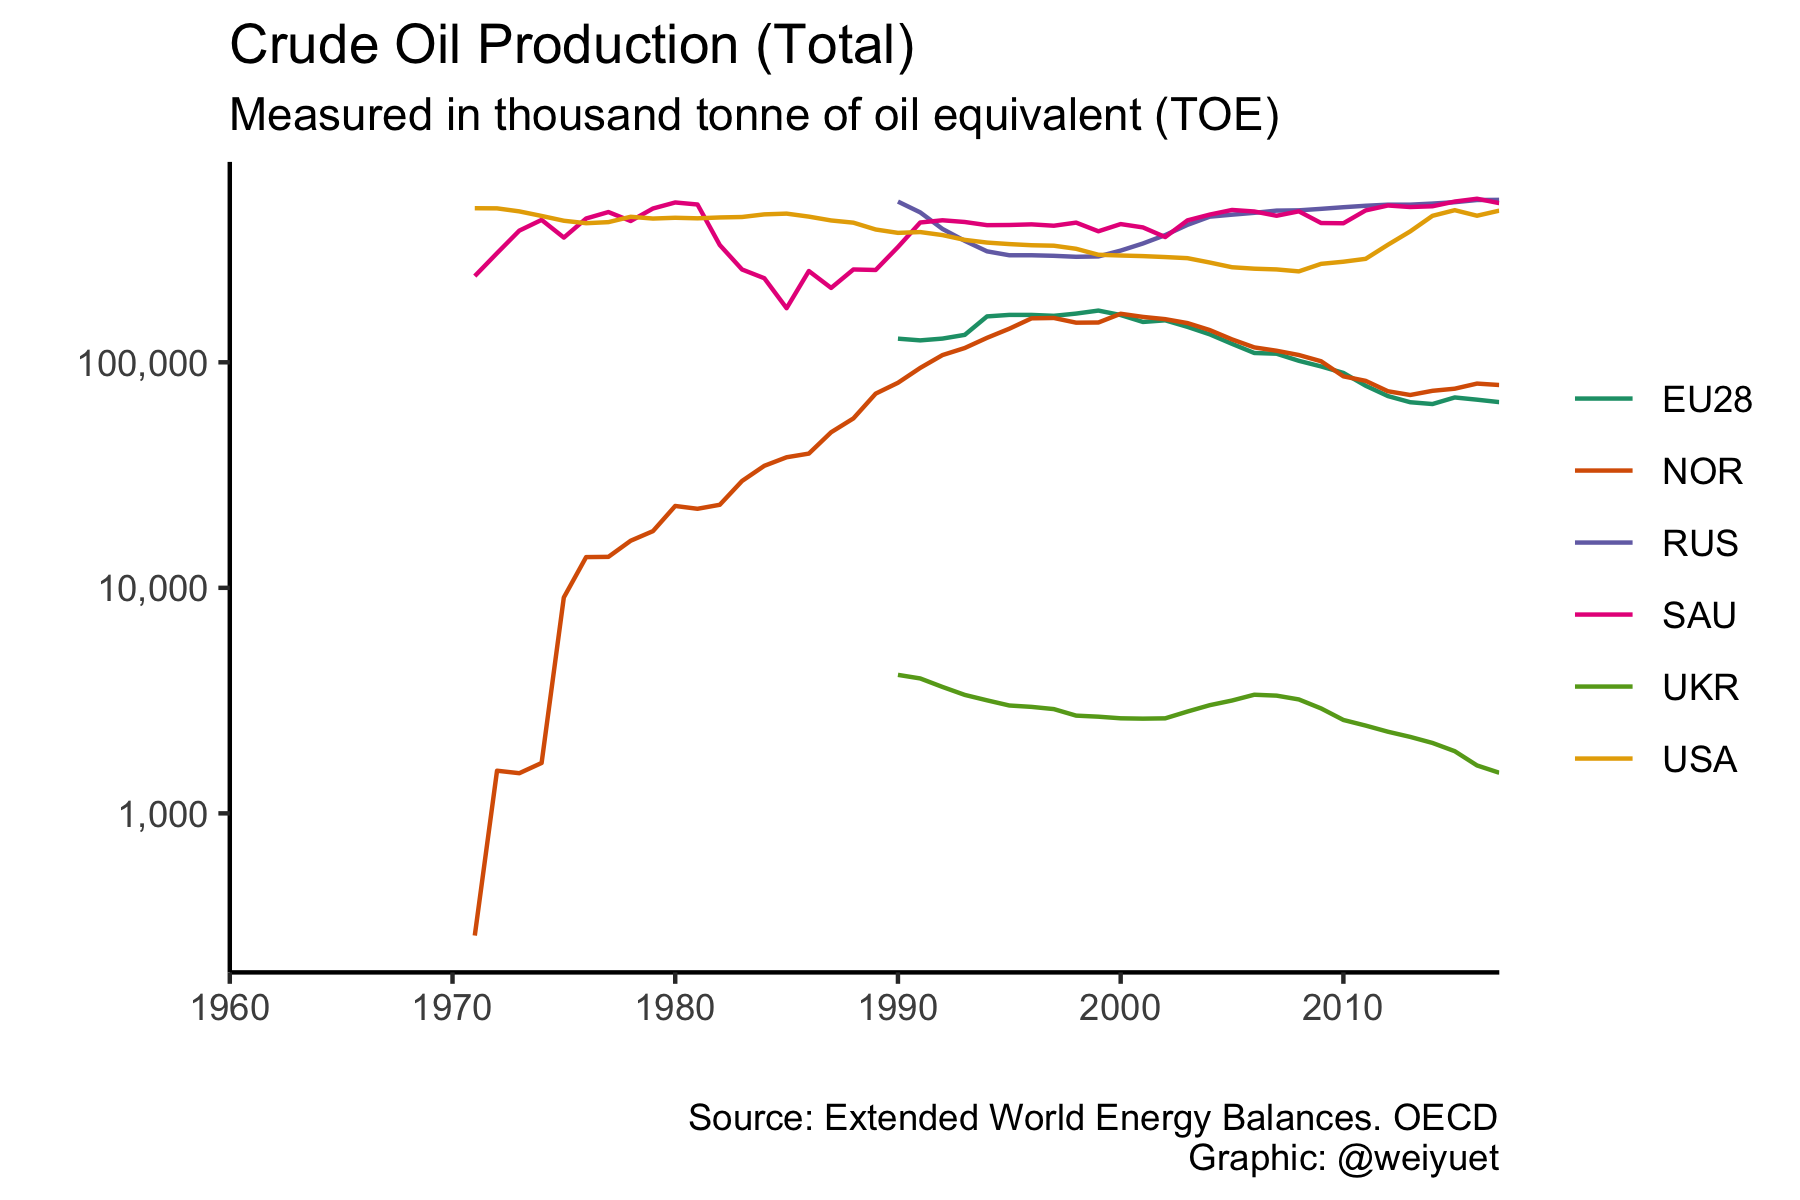 Crude Oil Production (Total)
Measured in thousand tonne of oil equivalent (TOE)
100,000
10,000
1,000
1960 1970 1980 1990 2000 2010
EU28
NOR
RUS
SAU
UKR
USA
Source: Extended World Energy Balances. OECD
Graphic: @weiyuet